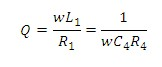 Q = wL₁/R₁ = 1/wC₄R₄